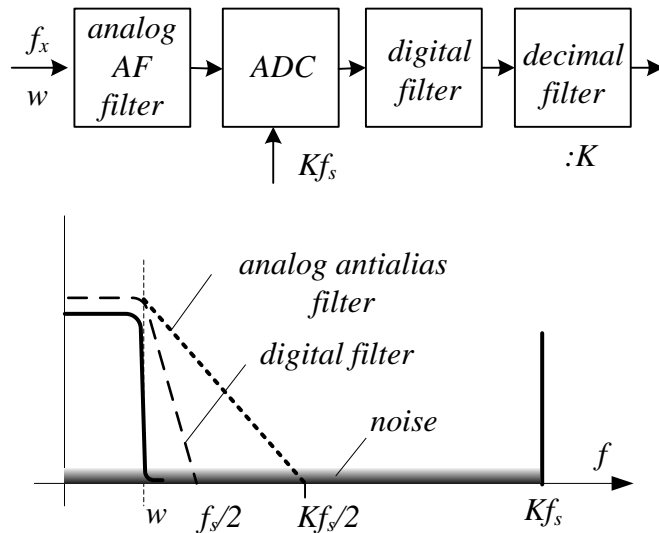 f_x
w
analog
AF
filter
ADC
digital
filter
decimal
filter
Kf_s
:K
analog antialias
filter
digital filter
noise
f
w
f_s/2
Kf_s/2
Kf_s